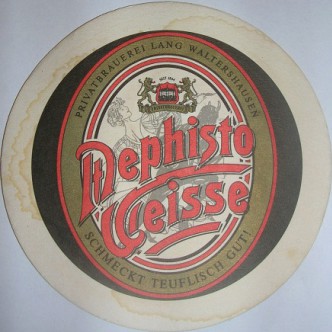 PRIVATBRAUEREI LANG WALTERSHAUSEN
Mephisto
Weisse
SCHMECKT TEUFLISCH GUT!